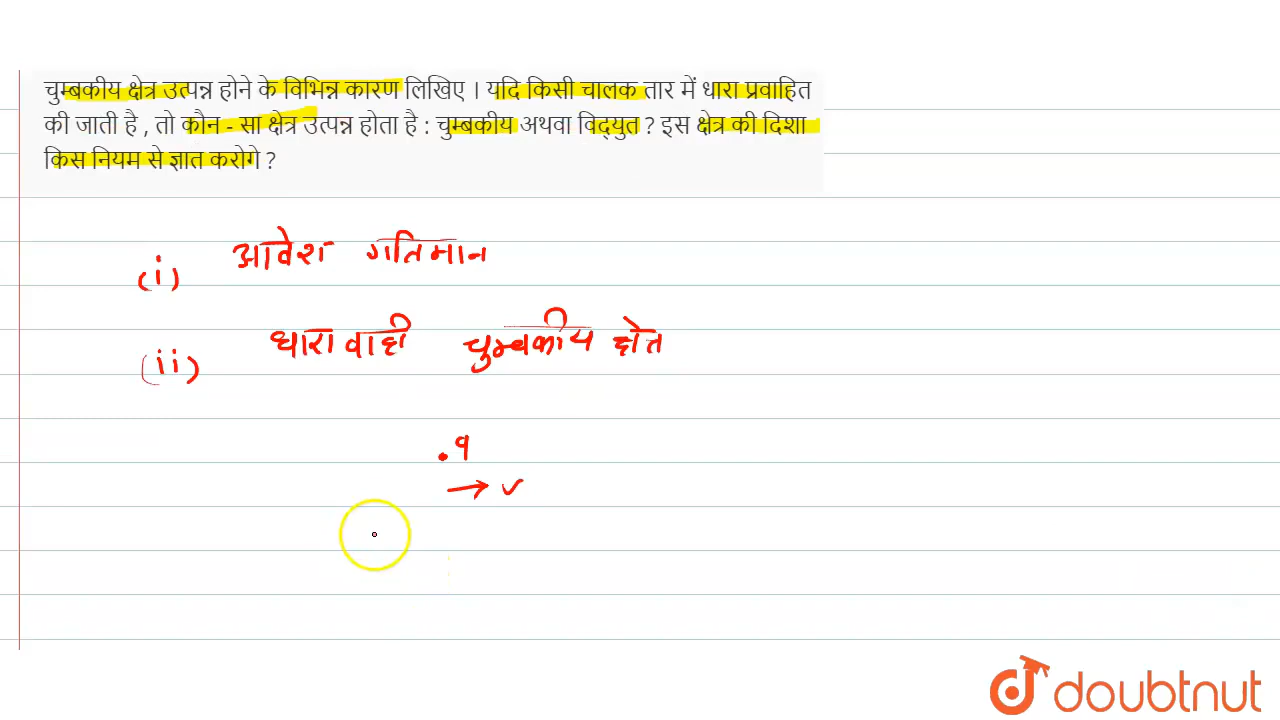 चुम्बकीय क्षेत्र उत्पन्न होने के विभिन्न कारण लिखिए । यदि किसी चालक तार में धारा प्रवाहित
की जाती है , तो कौन - सा क्षेत्र उत्पन्न होता है : चुम्बकीय अथवा विद्युत ? इस क्षेत्र की दिशा
किस नियम से ज्ञात करोगे ?
(i) आवेश गतिमान
(ii) धारावाही चुम्बकीय क्षेत्र
.q
→ v
doubtnut